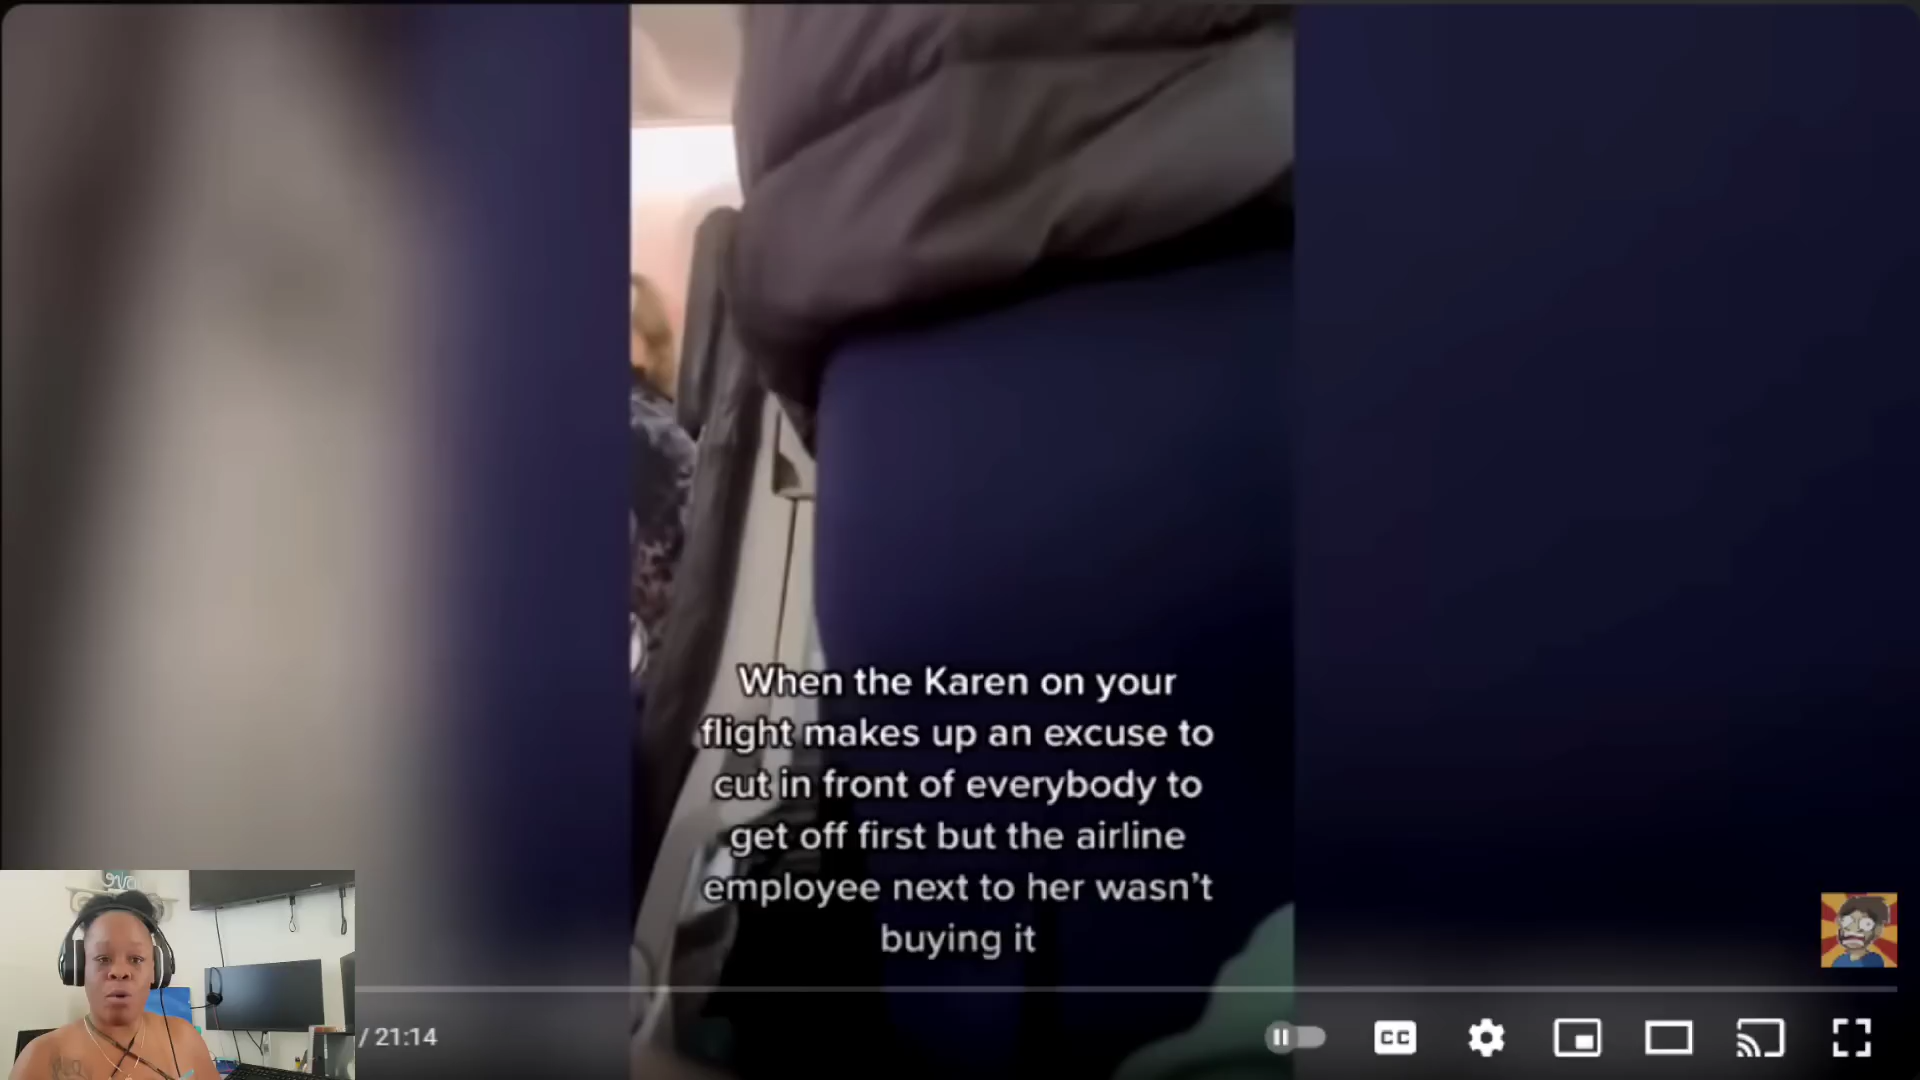 When the Karen on your
flight makes up an excuse to
cut in front of everybody to
get off first but the airline
employee next to her wasn't
buying it
/ 21:14
CC